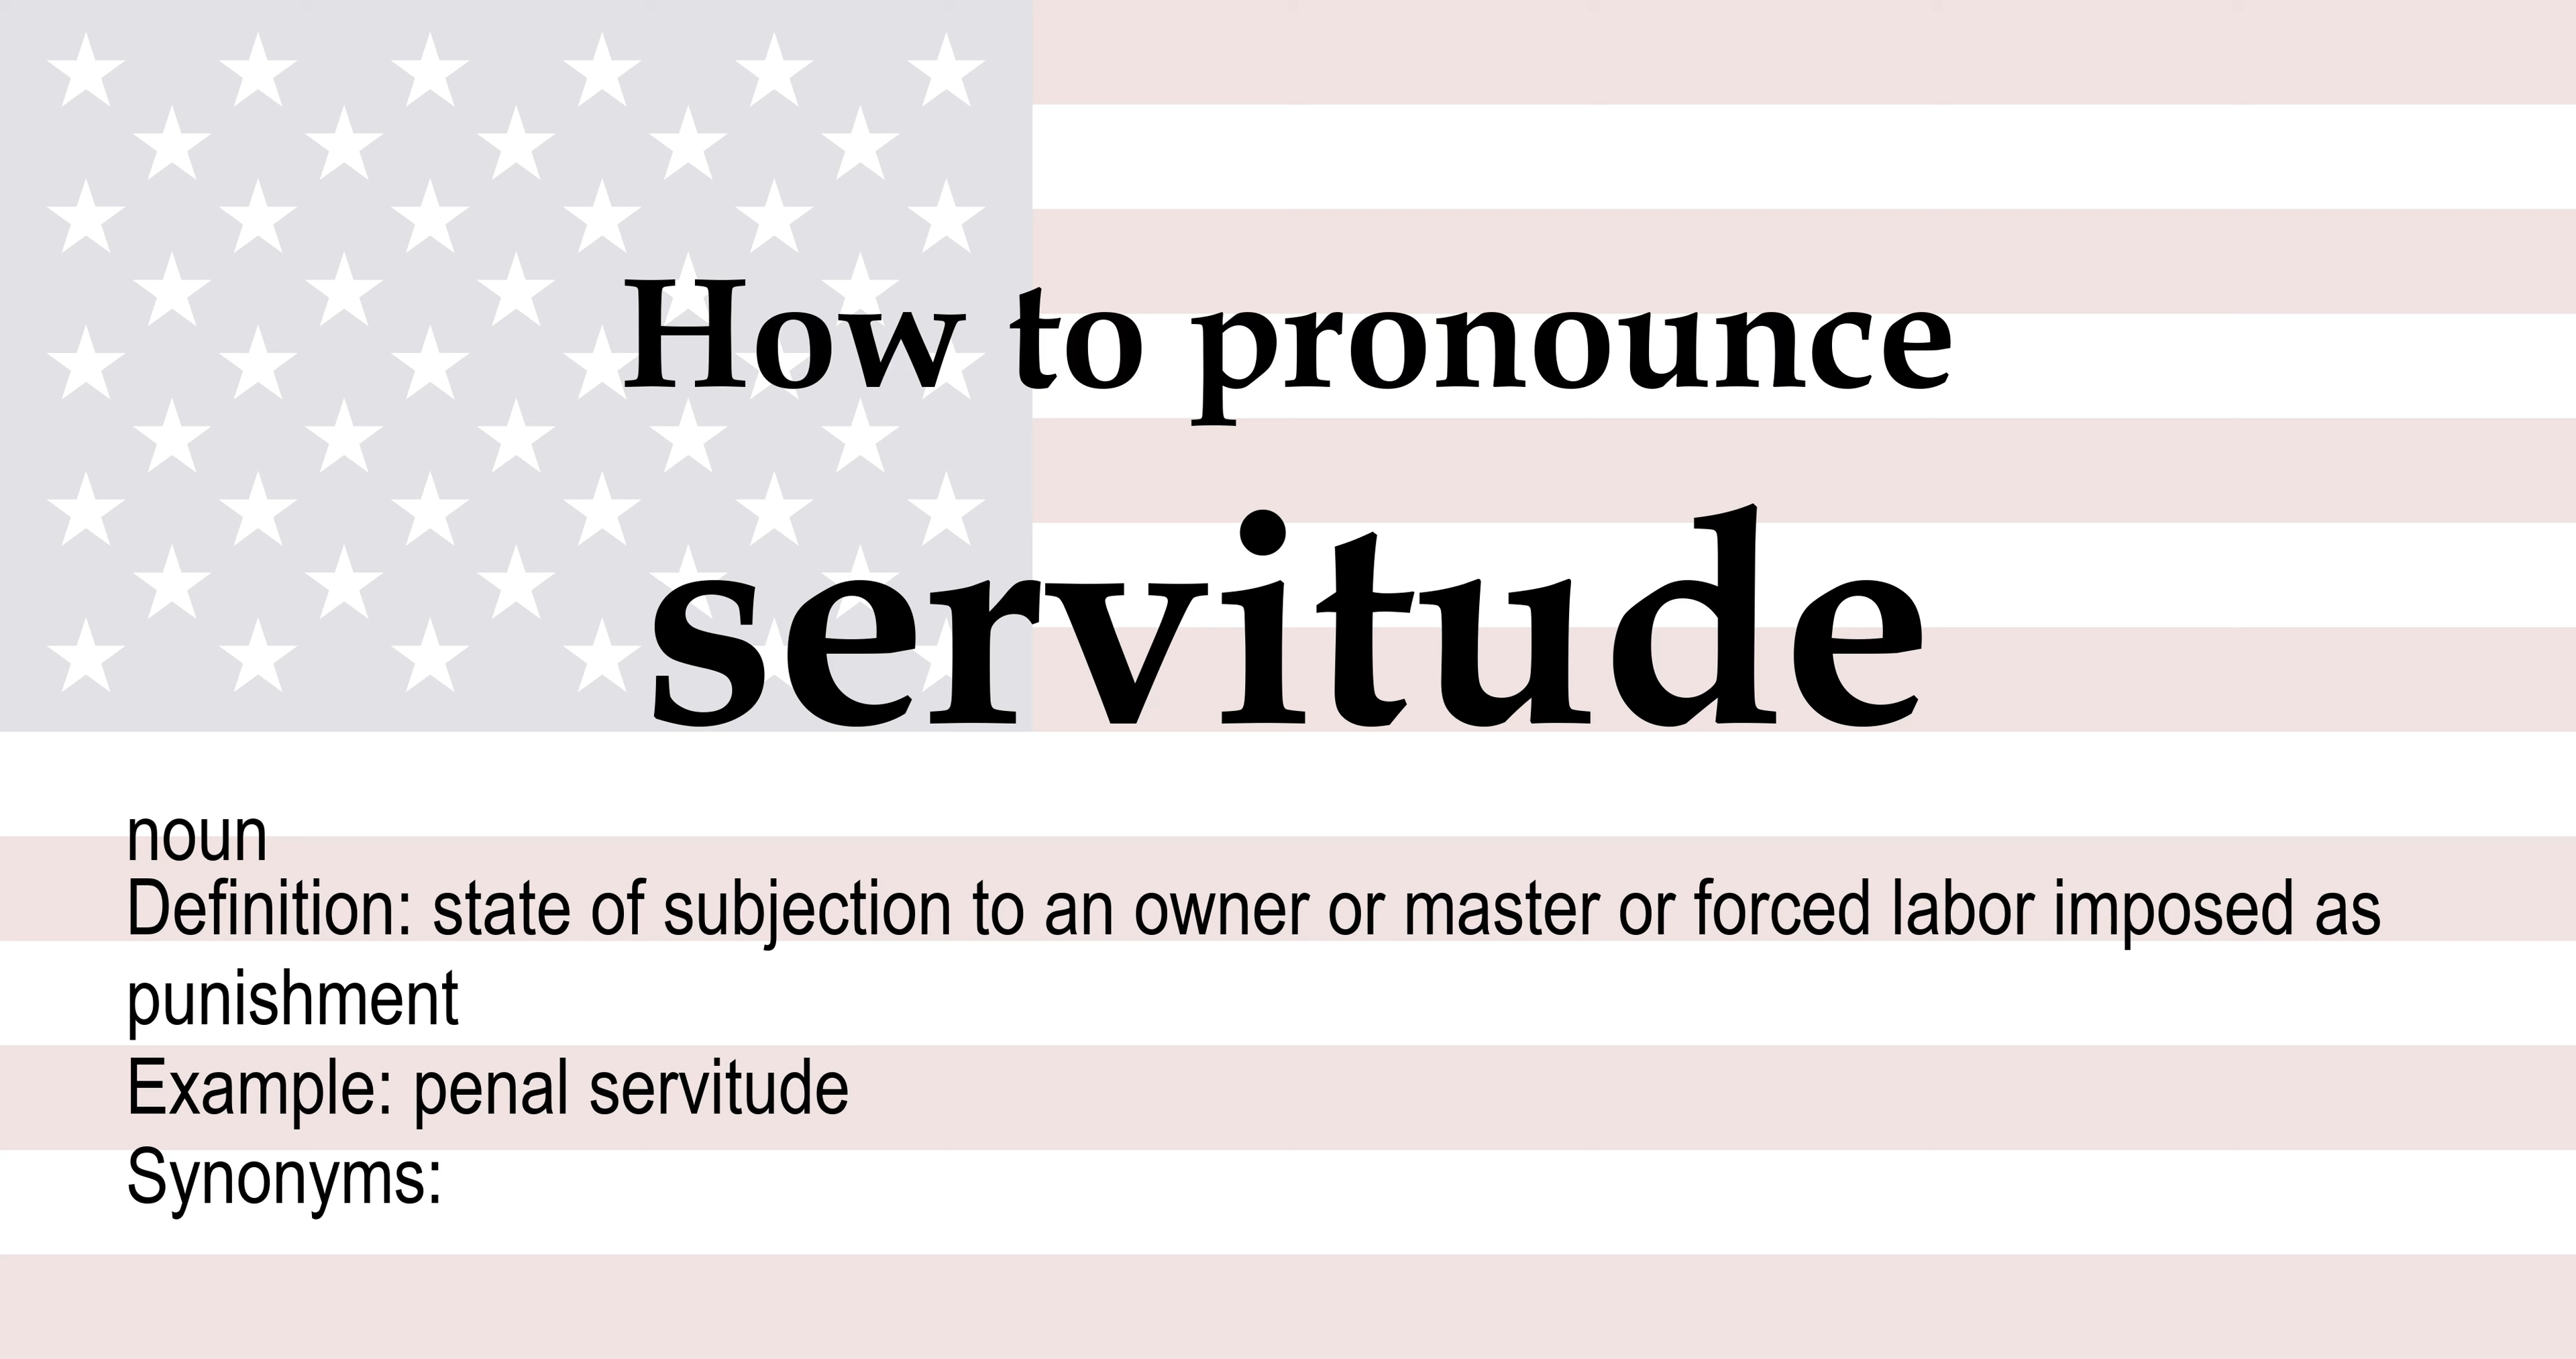 How to pronounce
servitude
noun
Definition: state of subjection to an owner or master or forced labor imposed as
punishment
Example: penal servitude
Synonyms: